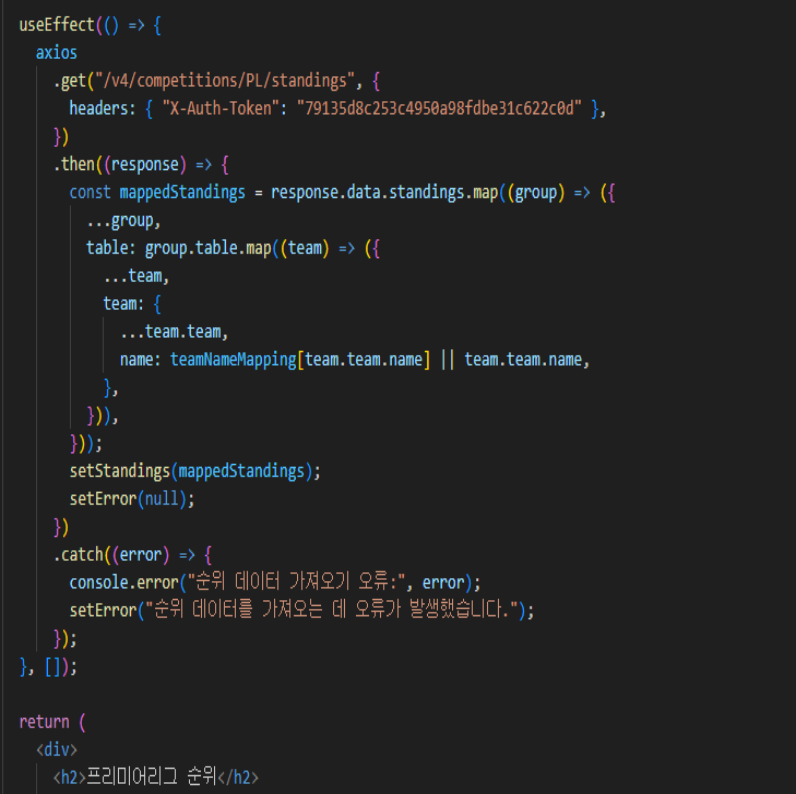 useEffect(() => {
axios
.get("/v4/competitions/PL/standings", {
headers: { "X-Auth-Token": "79135d8c253c4950a98fdbe31c622c0d" },
})
.then((response) => {
const mappedStandings = response.data.standings.map((group) => ({
...group,
table: group.table.map((team) => ({
...team,
team: {
...team.team,
name: teamNameMapping[team.team.name] || team.team.name,
},
})),
}));
setStandings(mappedStandings);
setError(null);
})
.catch((error) => {
console.error("순위 데이터 가져오기 오류:", error);
setError("순위 데이터를 가져오는 데 오류가 발생했습니다.");
});
}, []);
return (
<div>
<h2>프리미어리그 순위</h2>